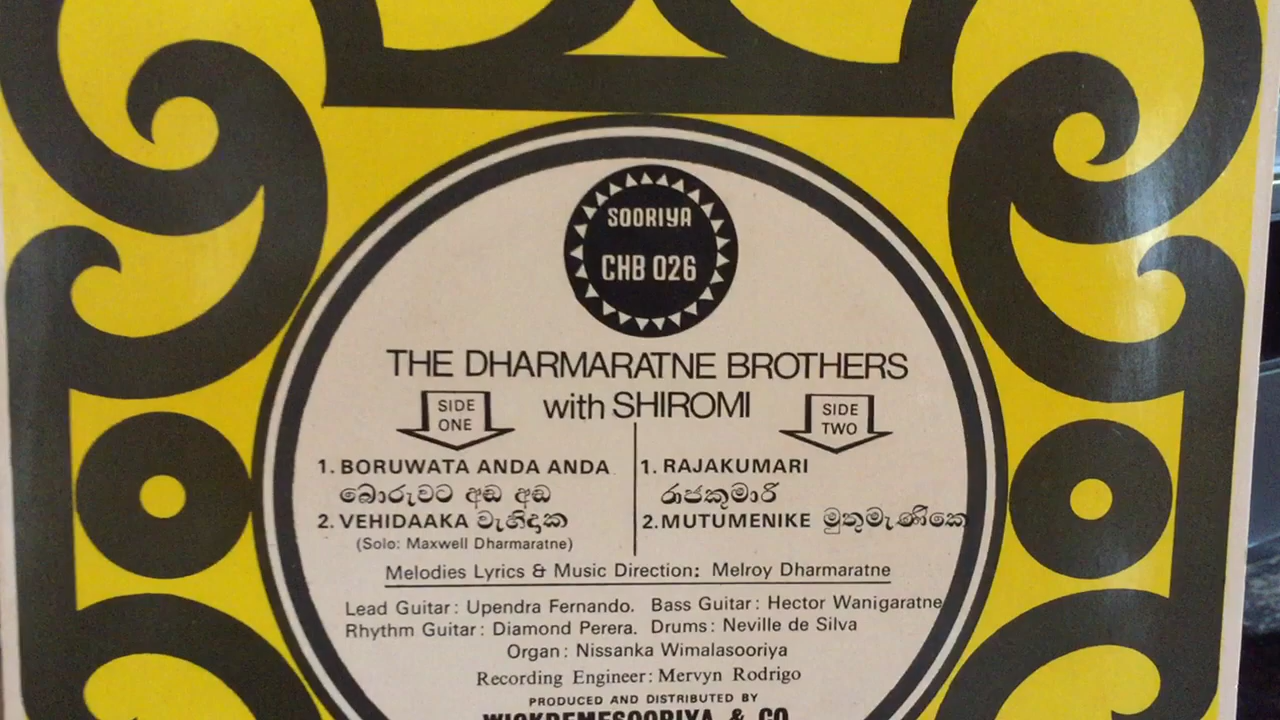 SOORIYA
CHB 026
THE DHARMARATNE BROTHERS
with SHIROMI
SIDE
ONE
1. BORUWATA ANDA ANDA
බොරුවට අඬ අඬ
2. VEHIDAAKA වැහිදාක
(Solo: Maxwell Dharmaratne)
SIDE
TWO
1. RAJAKUMARI
රාජකුමාරි
2. MUTUMENIKE මුතුමැණිකෙ
Melodies Lyrics & Music Direction: Melroy Dharmaratne
Lead Guitar: Upendra Fernando. Bass Guitar: Hector Wanigaratne
Rhythm Guitar: Diamond Perera. Drums: Neville de Silva
Organ: Nissanka Wimalasooriya
Recording Engineer: Mervyn Rodrigo
PRODUCED AND DISTRIBUTED BY
WICKREMESOORIYA & CO